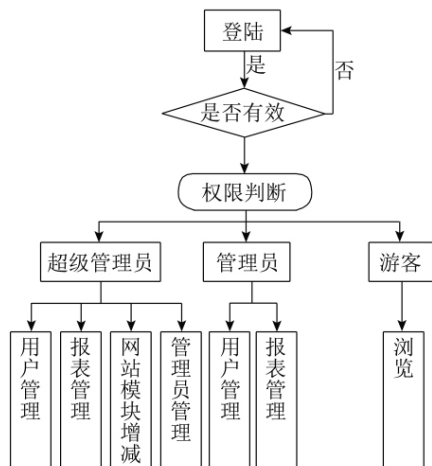 登陆
是
否
是否有效
权限判断
超级管理员
管理员
游客
用户管理
报表管理
网站模块增减
管理员管理
用户管理
报表管理
浏览